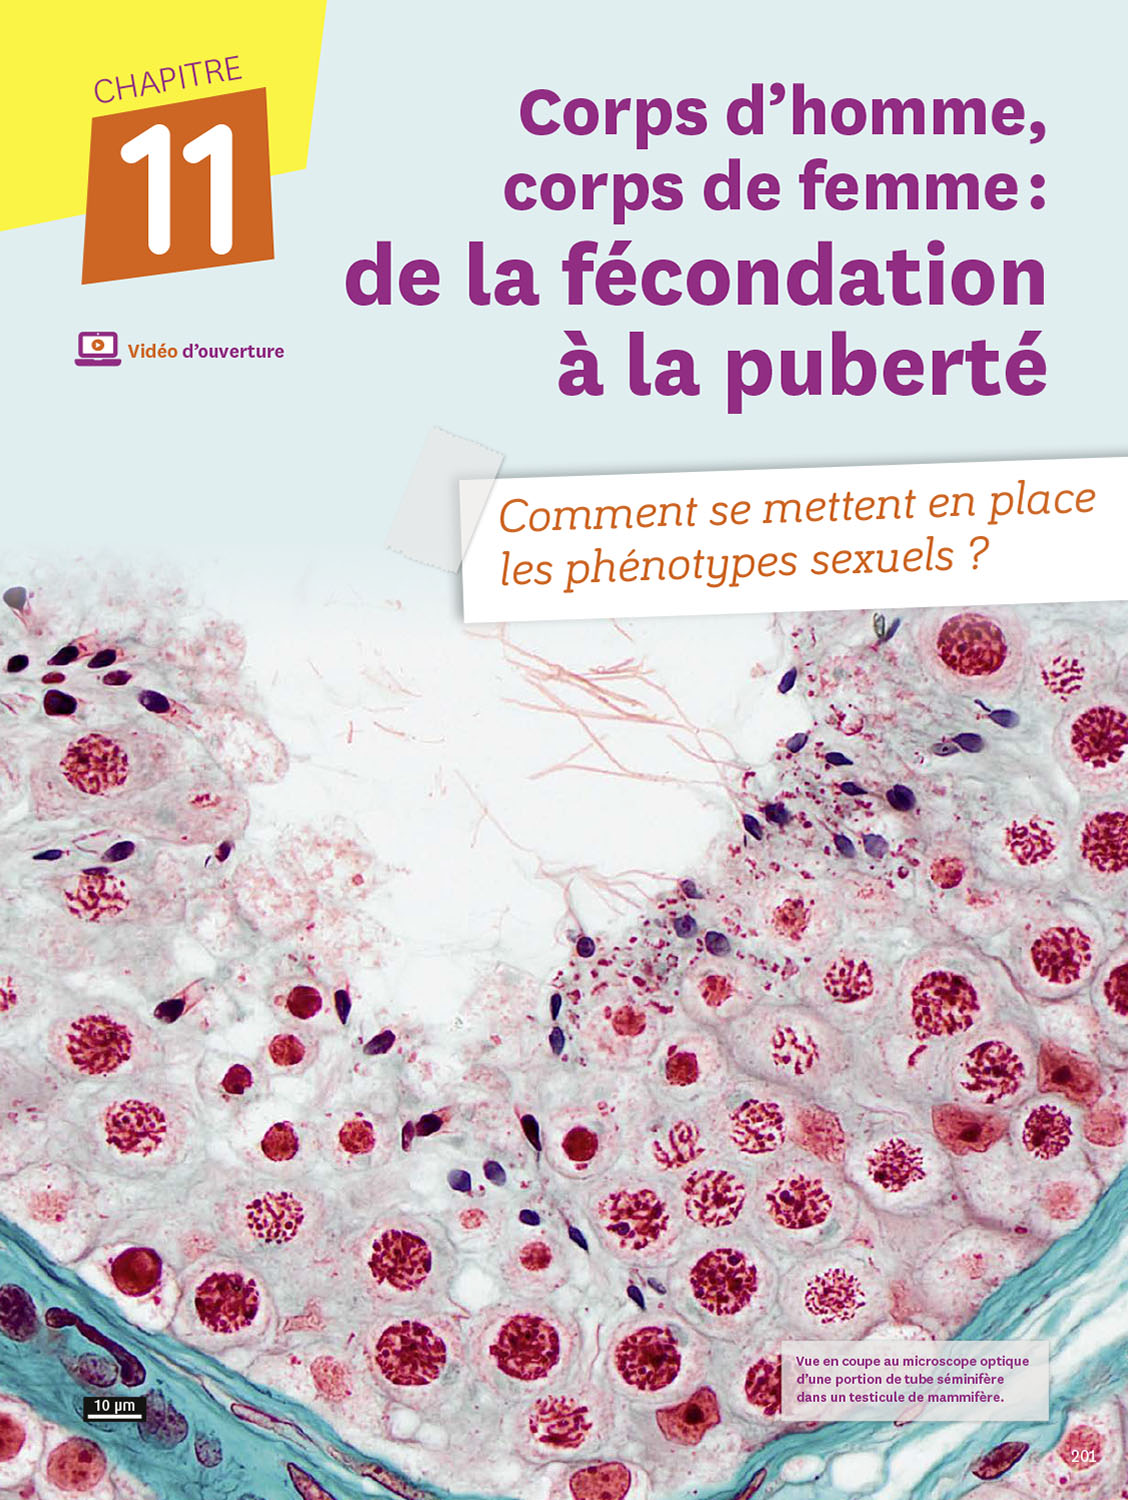 CHAPITRE
11
Corps d’homme,
corps de femme :
de la fécondation
à la puberté
Vidéo d’ouverture
Comment se mettent en place
les phénotypes sexuels ?
Vue en coupe au microscope optique
d’une portion de tube séminifère
dans un testicule de mammifère.
10 µm
201